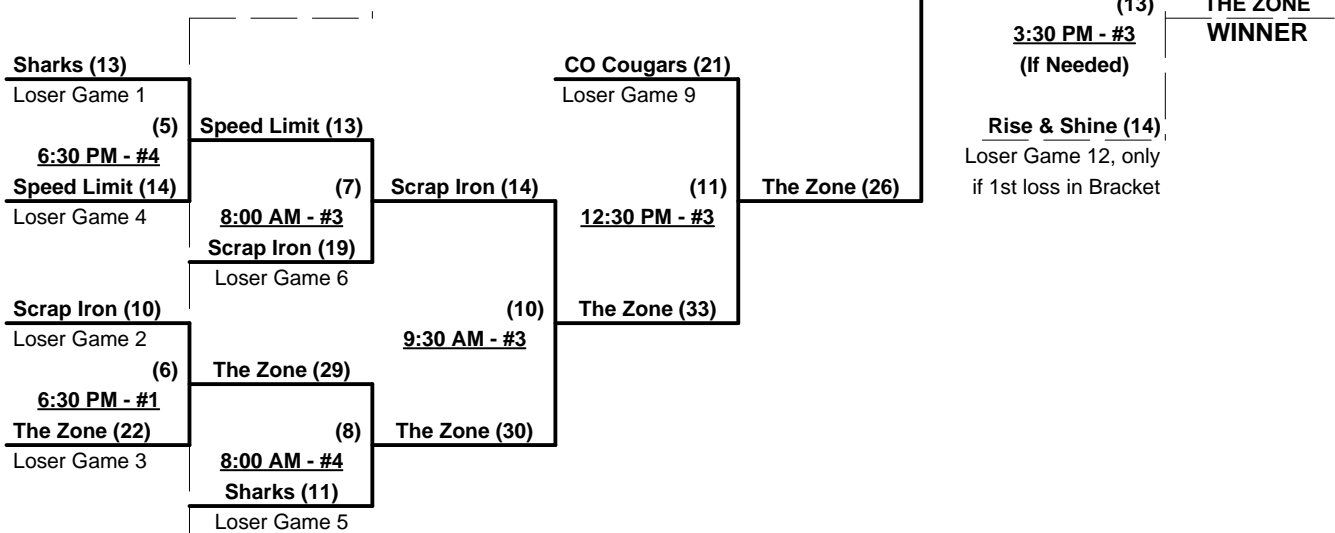 (13)
THE ZONE
3:30 PM - #3
WINNER
(If Needed)
Sharks (13)
CO Cougars (21)
Loser Game 1
Loser Game 9
(5)
Speed Limit (13)
Rise & Shine (14)
6:30 PM - #4
Loser Game 12, only
Speed Limit (14)
(7)
Scrap Iron (14)
(11)
The Zone (26)
if 1st loss in Bracket
Loser Game 4
8:00 AM - #3
12:30 PM - #3
Scrap Iron (19)
Loser Game 6
Scrap Iron (10)
(10)
The Zone (33)
Loser Game 2
9:30 AM - #3
(6)
The Zone (29)
6:30 PM - #1
The Zone (22)
(8)
The Zone (30)
Loser Game 3
8:00 AM - #4
Sharks (11)
Loser Game 5